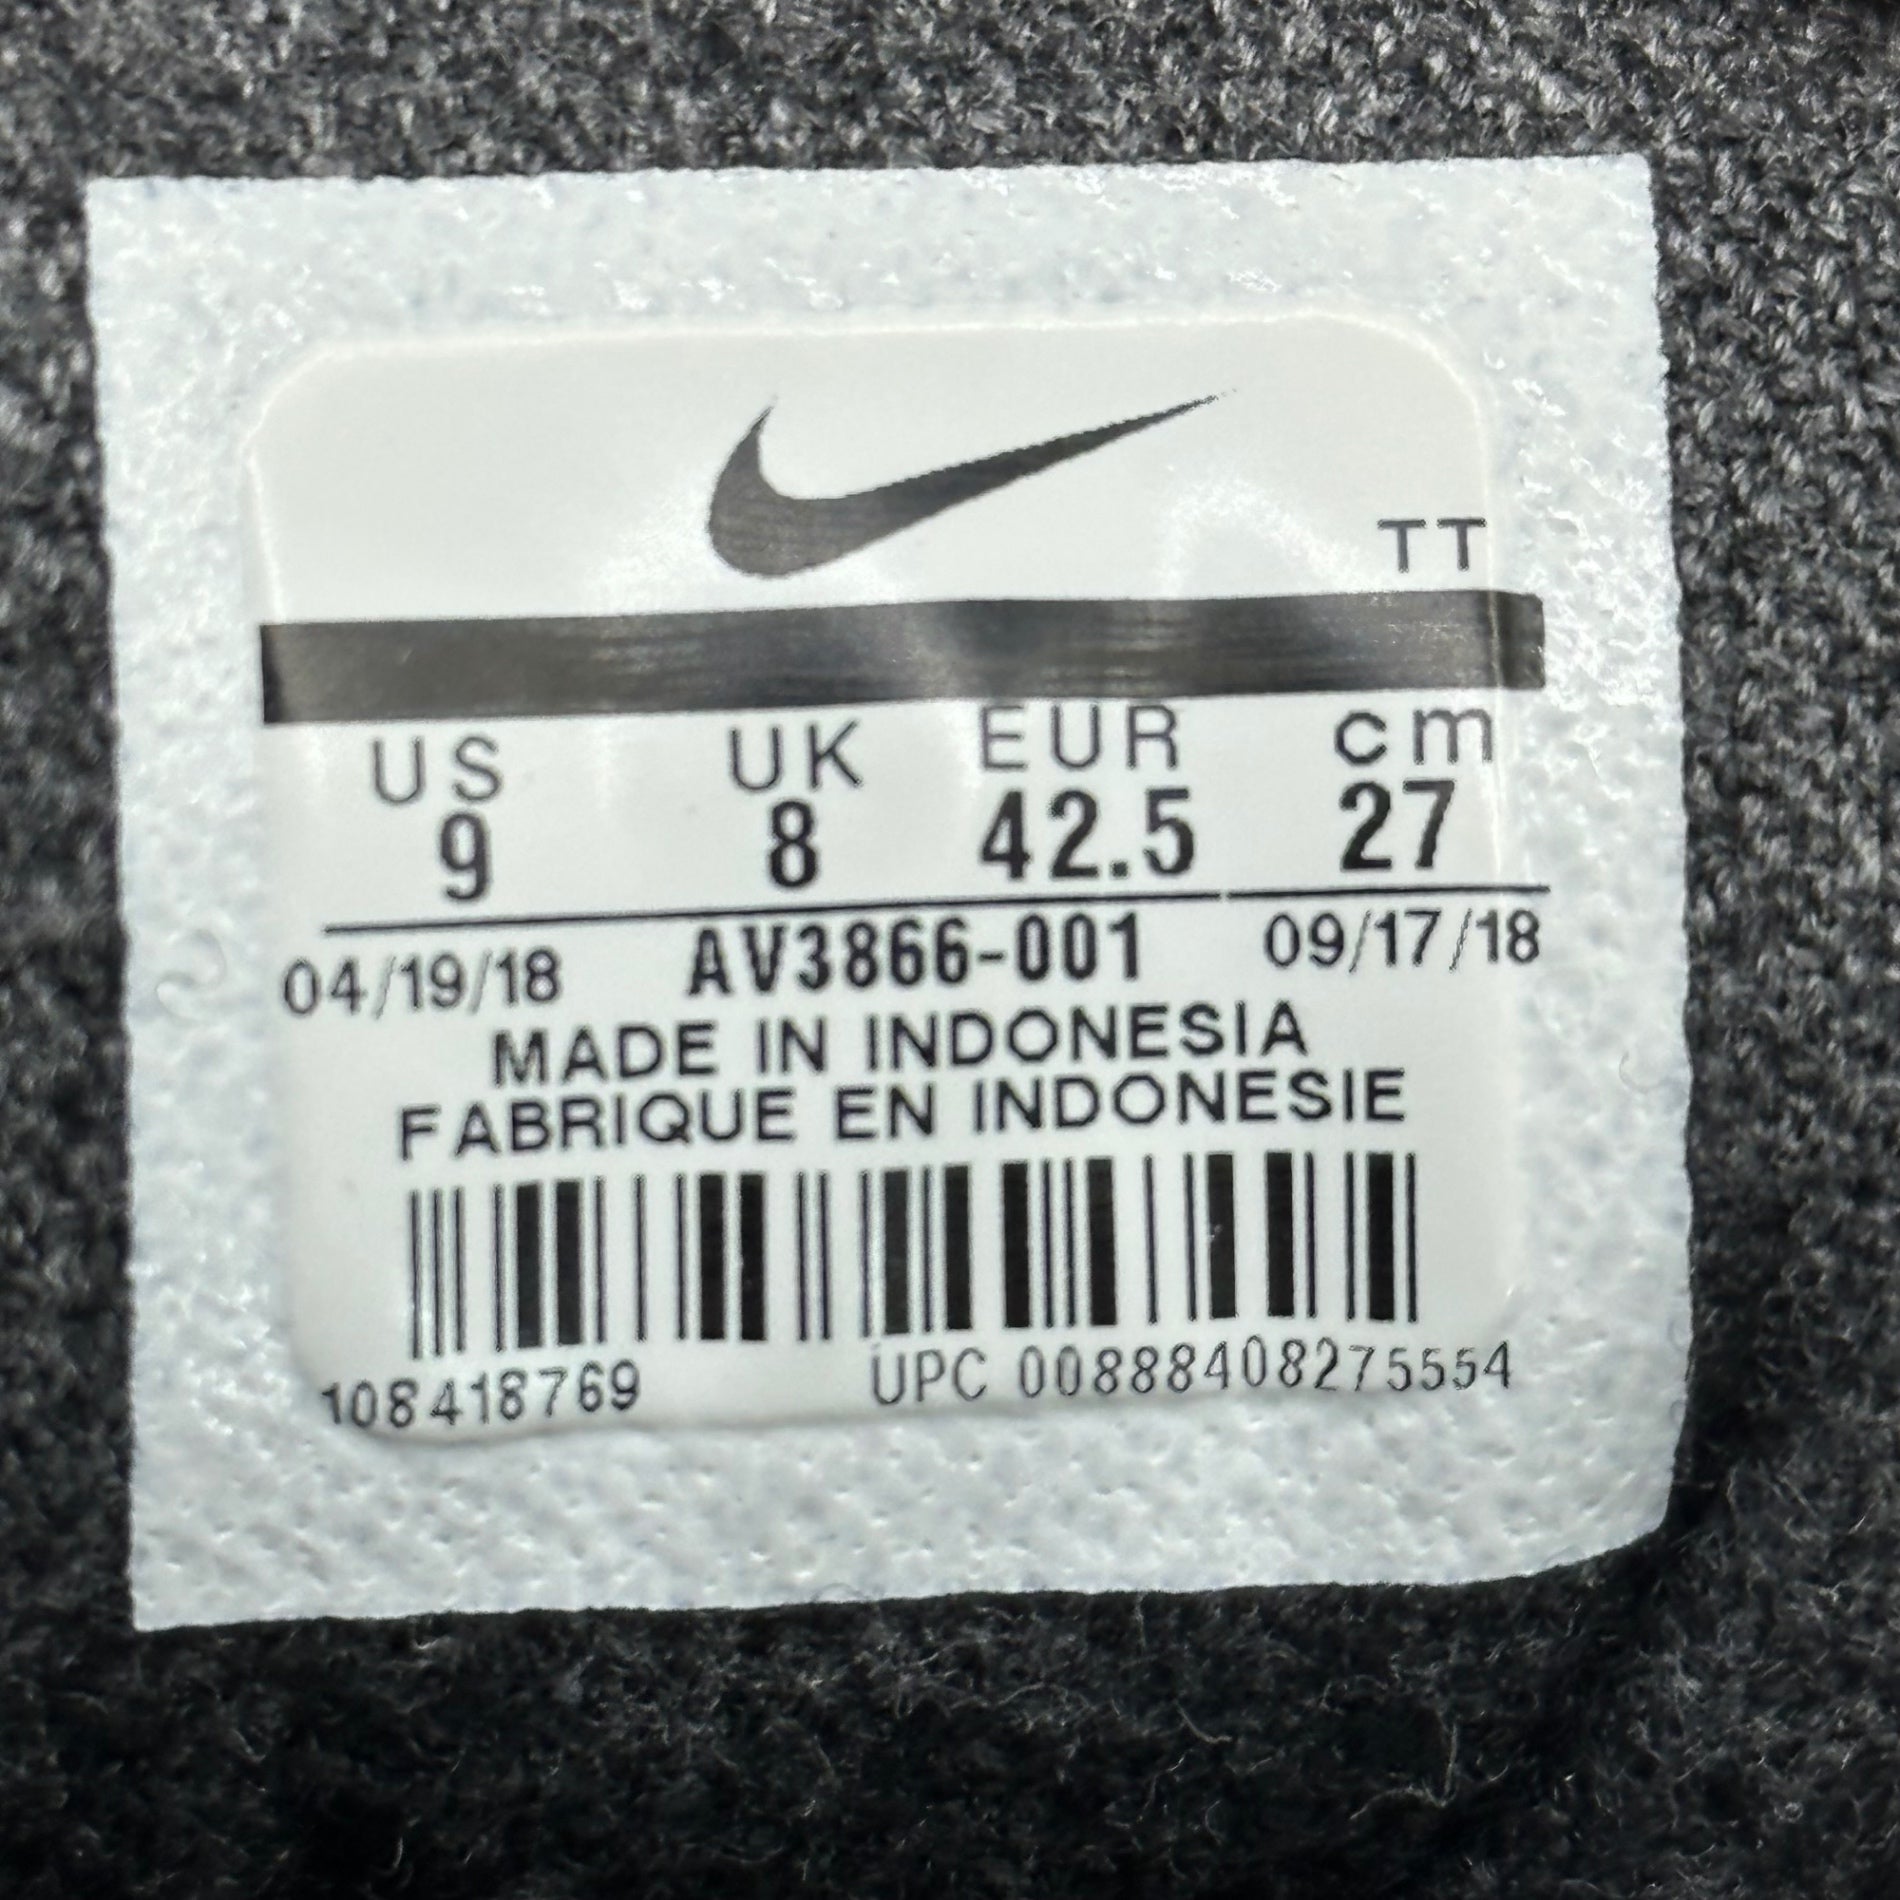 TT
US UK EUR cm
9 8 42.5 27
04/19/18 AV3866-001 09/17/18
MADE IN INDONESIA
FABRIQUE EN INDONESIE
108418769 UPC 00888408275554